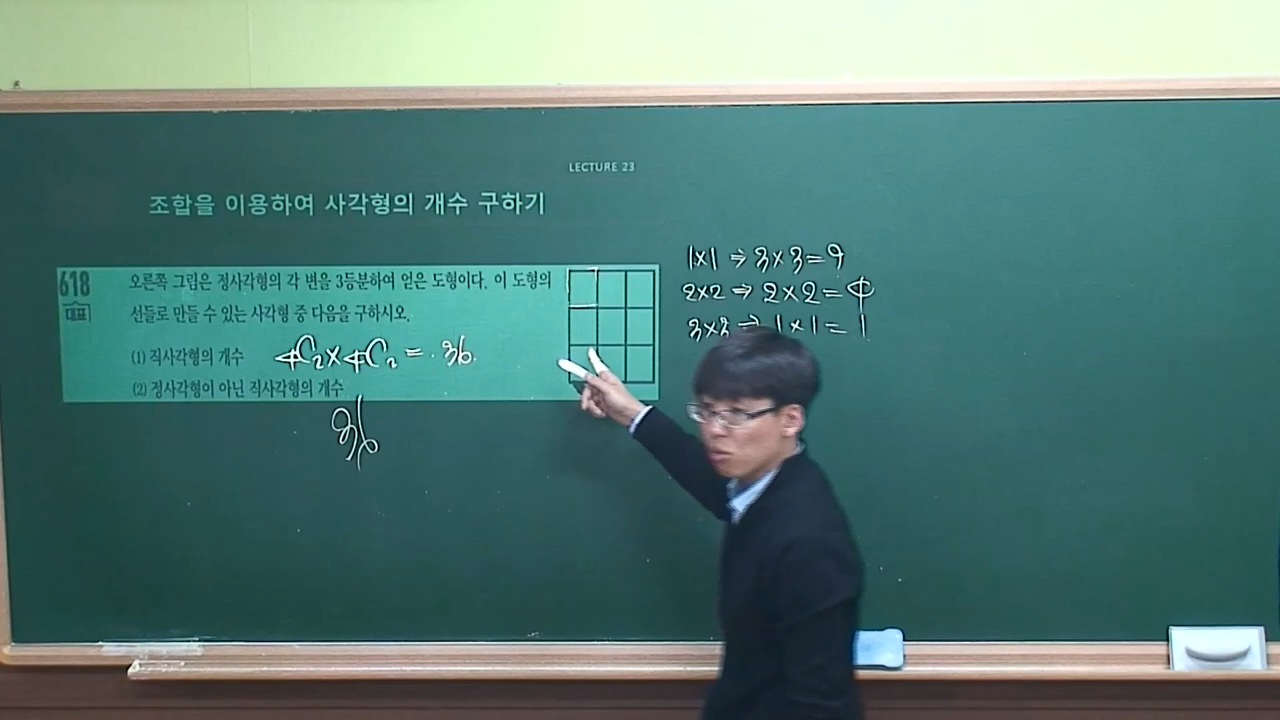 LECTURE 23
조합을 이용하여 사각형의 개수 구하기
618 오른쪽 그림은 정사각형의 각 변을 3등분하여 얻은 도형이다. 이 도형의
대표 선들로 만들 수 있는 사각형 중 다음을 구하시오.
(1) 직사각형의 개수 4C2×4C2=36.
(2) 정사각형이 아닌 직사각형의 개수
36
1×1 ⇒ 3×3=9
2×2 ⇒ 2×2=4
3×3 ⇒ 1×1=1